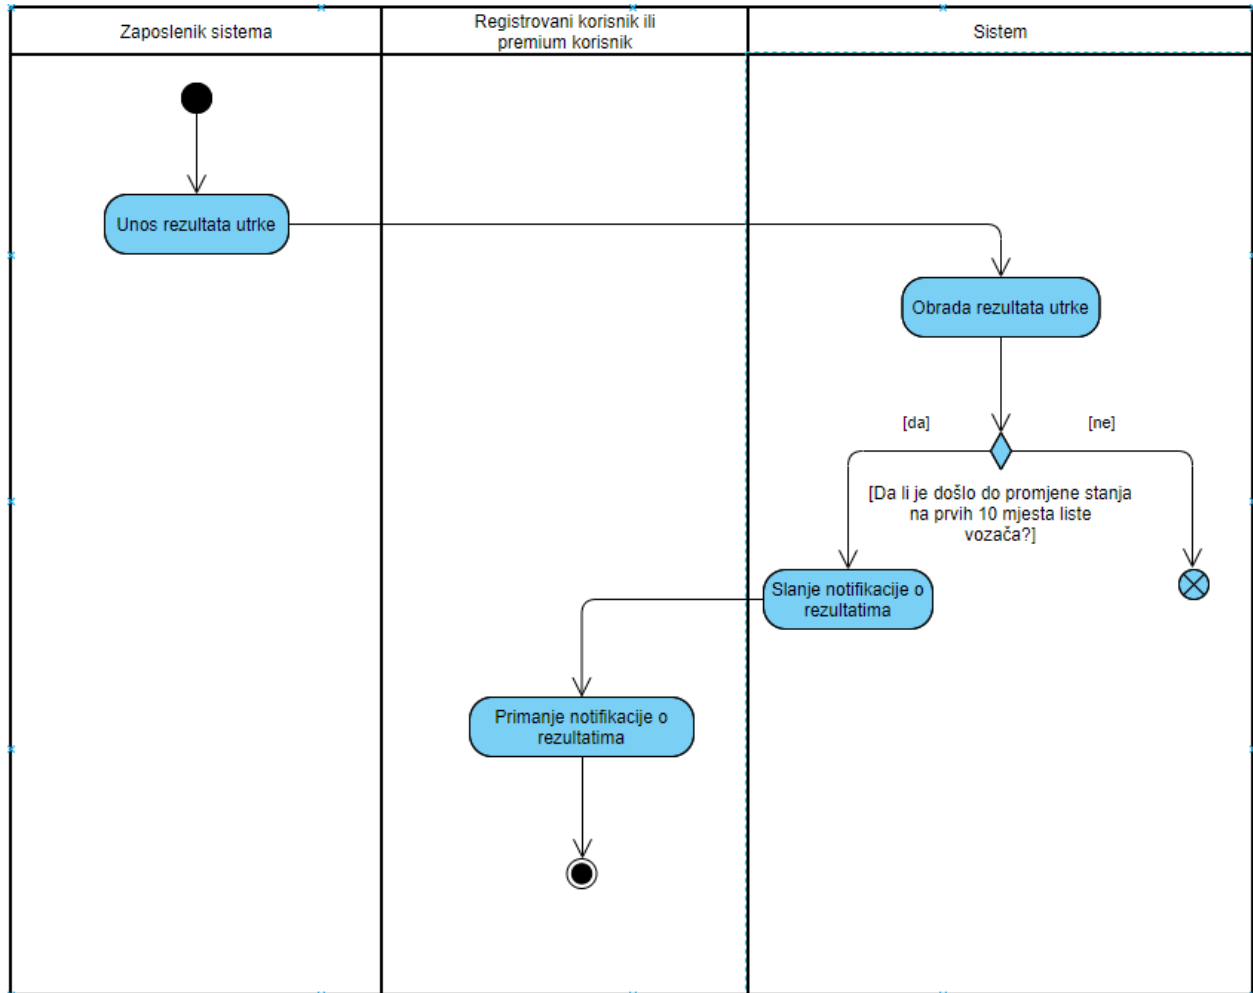 Zaposlenik sistema
Registrovani korisnik ili
premium korisnik
Sistem
Unos rezultata utrke
Obrada rezultata utrke
[da]
[ne]
[Da li je došlo do promjene stanja
na prvih 10 mjesta liste
vozača?]
Slanje notifikacije o
rezultatima
Primanje notifikacije o
rezultatima